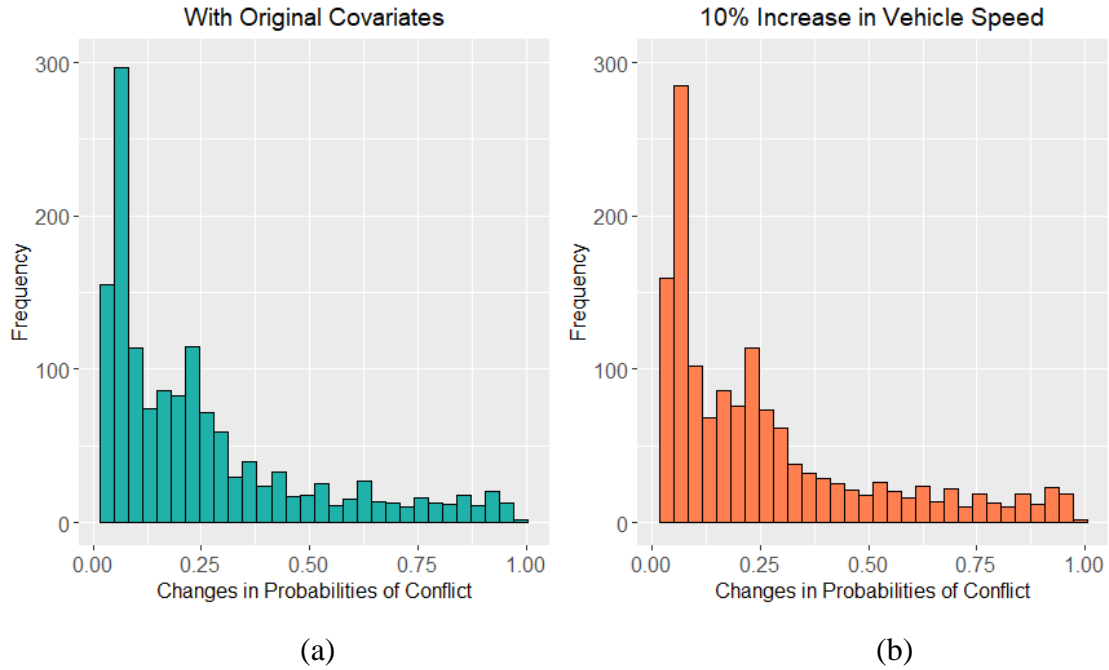 With Original Covariates
300
200
100
0
Frequency
0.00
0.25
0.50
0.75
1.00
Changes in Probabilities of Conflict
(a)
10% Increase in Vehicle Speed
300
200
100
0
Frequency
0.00
0.25
0.50
0.75
1.00
Changes in Probabilities of Conflict
(b)